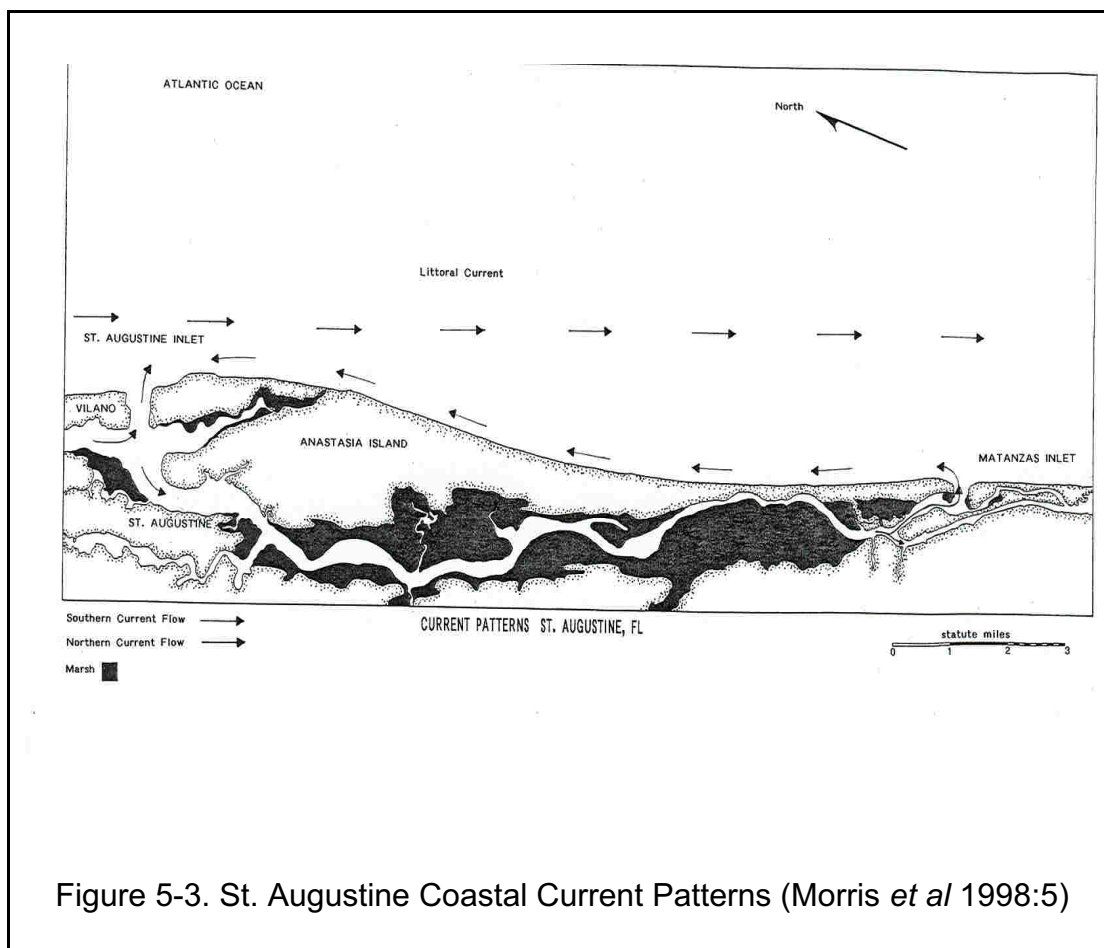 ATLANTIC OCEAN
North
Littoral Current
ST. AUGUSTINE INLET
VILANO
ANASTASIA ISLAND
MATANZAS INLET
ST. AUGUSTINE
Southern Current Flow
Northern Current Flow
Marsh
CURRENT PATTERNS ST. AUGUSTINE, FL
statute miles
0 1 2 3
Figure 5-3. St. Augustine Coastal Current Patterns (Morris et al 1998:5)